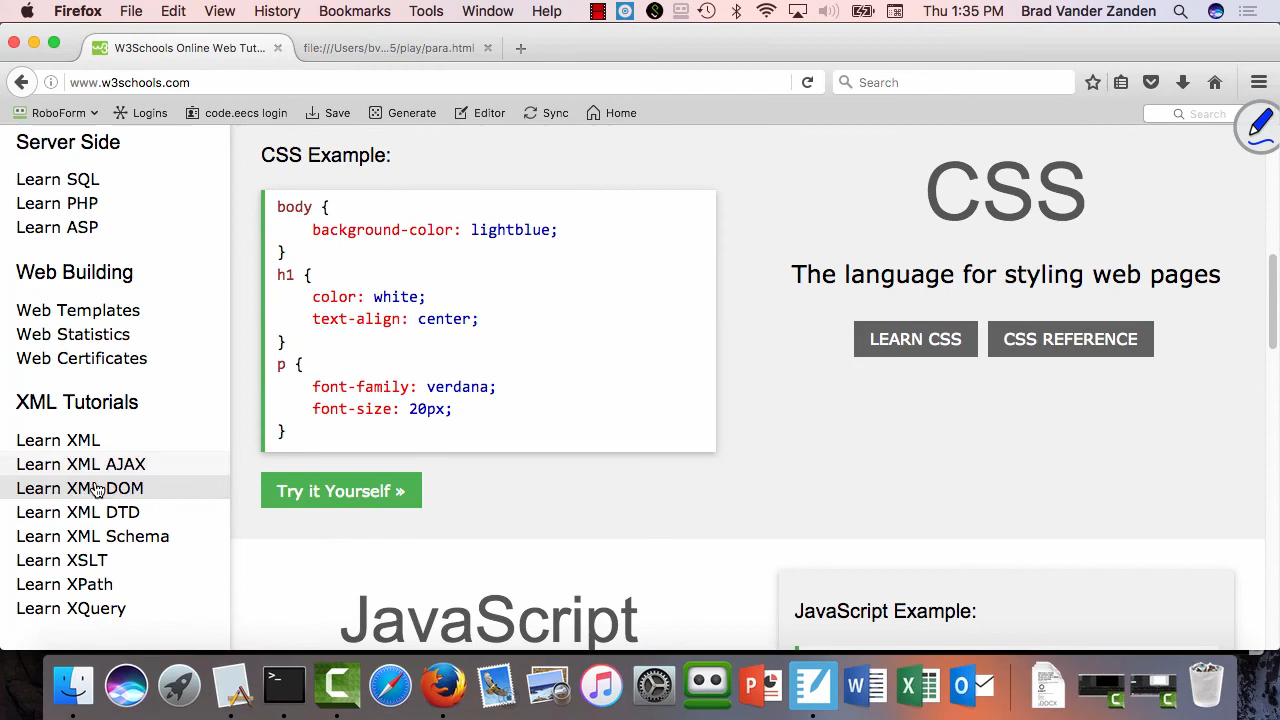 Firefox File Edit View History Bookmarks Tools Window Help Thu 1:35 PM Brad Vander Zanden
W3Schools Online Web Tut... file:///Users/bv...5/play/para.html
www.w3schools.com
Search
RoboForm Logins code.eecs login Save Generate Editor Sync Home Search
Server Side
Learn SQL
Learn PHP
Learn ASP
Web Building
Web Templates
Web Statistics
Web Certificates
XML Tutorials
Learn XML
Learn XML AJAX
Learn XML DOM
Learn XML DTD
Learn XML Schema
Learn XSLT
Learn XPath
Learn XQuery
CSS Example:
body {
background-color: lightblue;
}
h1 {
color: white;
text-align: center;
}
p {
font-family: verdana;
font-size: 20px;
}
Try it Yourself »
CSS
The language for styling web pages
LEARN CSS CSS REFERENCE
JavaScript
JavaScript Example:
.DOCX